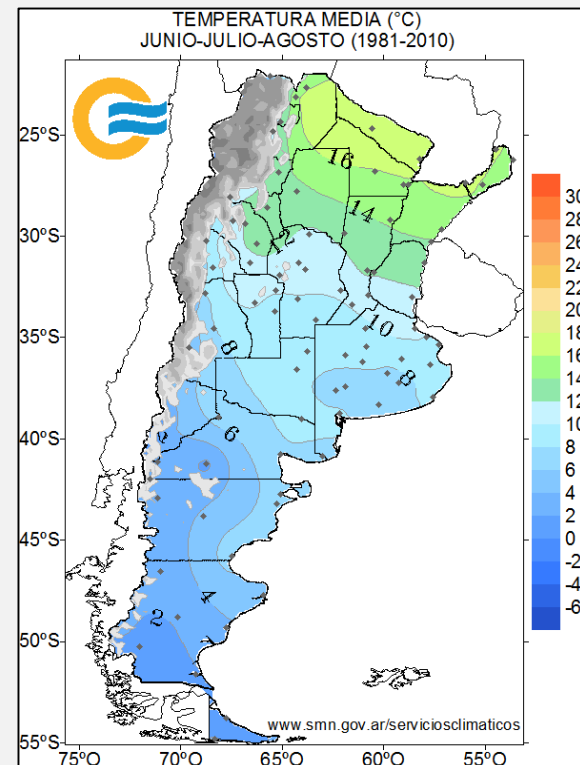 TEMPERATURA MEDIA (°C)
JUNIO-JULIO-AGOSTO (1981-2010)
25°S
30°S
35°S
40°S
45°S
50°S
55°S
75°O
70°O
65°O
60°O
55°O
16
14
12
10
8
8
6
4
2
30
28
26
24
22
20
18
16
14
12
10
8
6
4
2
0
-2
-4
-6
www.smn.gov.ar/serviciosclimaticos